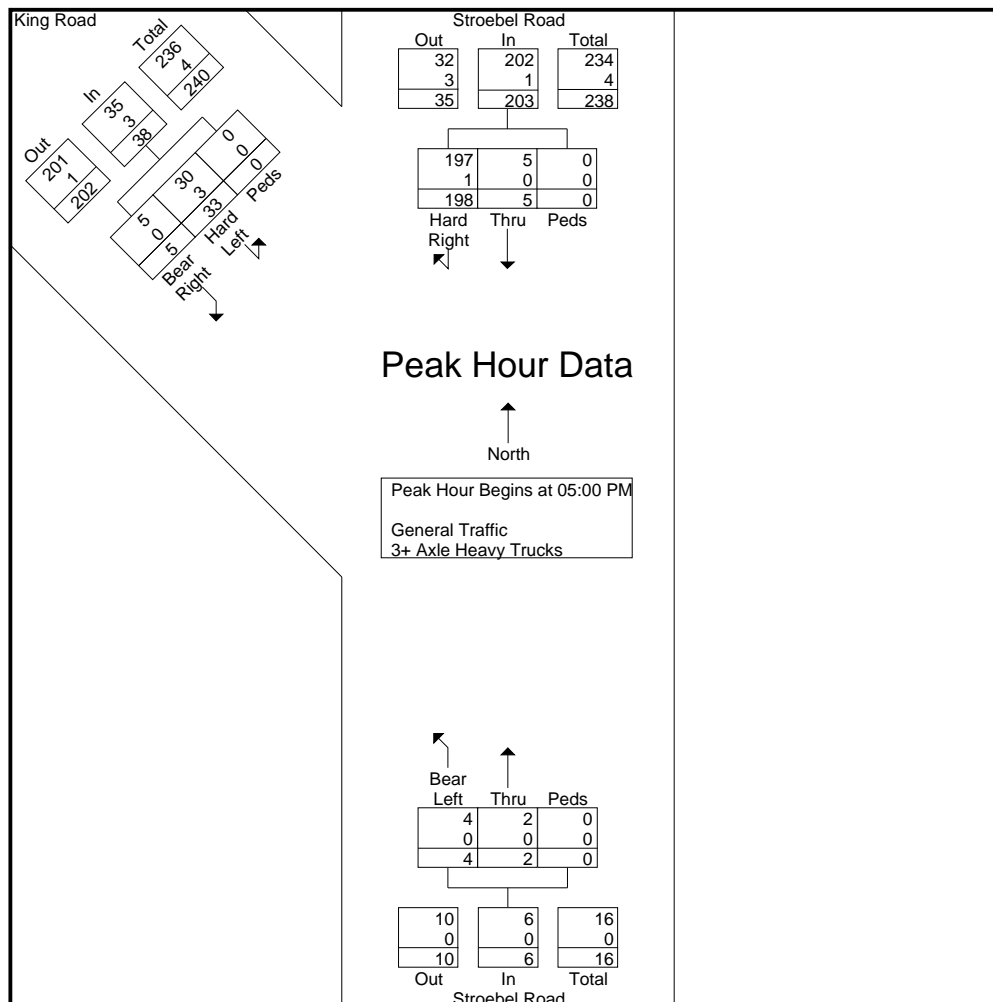 King Road
Total
236
4
240
In
35
3
38
Out
201
1
202
5 30 0
0 3 0
5 33 0
Bear
Right
Hard
Left
Peds
Stroebel Road
Out In Total
32 202 234
3 1 4
35 203 238
197 5 0
1 0 0
198 5 0
Hard
Right Thru Peds
Peak Hour Data
North
Peak Hour Begins at 05:00 PM
General Traffic
3+ Axle Heavy Trucks
Bear
Left Thru Peds
4 2 0
0 0 0
4 2 0
10 6 16
0 0 0
10 6 16
Out In Total
Stroebel Road